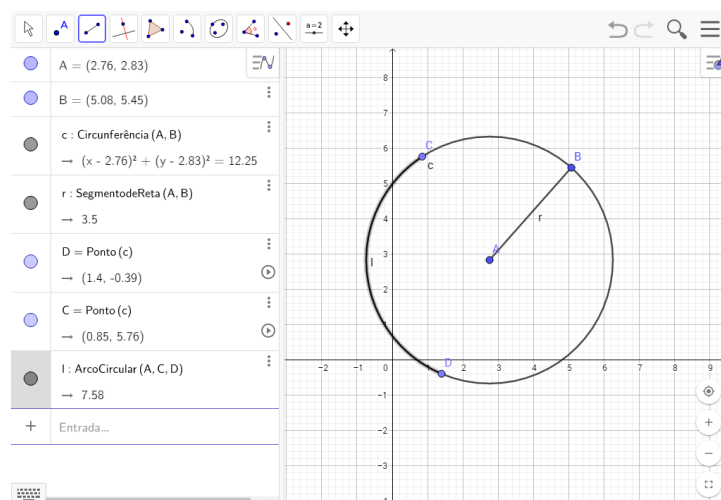 A
a=2
A = (2.76, 2.83)
B = (5.08, 5.45)
c : Circunferência (A, B)
→ (x - 2.76)² + (y - 2.83)² = 12.25
r : SegmentodeReta (A, B)
→ 3.5
D = Ponto (c)
→ (1.4, -0.39)
C = Ponto (c)
→ (0.85, 5.76)
l : ArcoCircular (A, C, D)
→ 7.58
+ Entrada...
8
7
6
5
4
3
2
1
−1
−2
−3
−2 −1 0 1 2 3 4 5 6 7 8 9
C
c
B
r
A
l
D